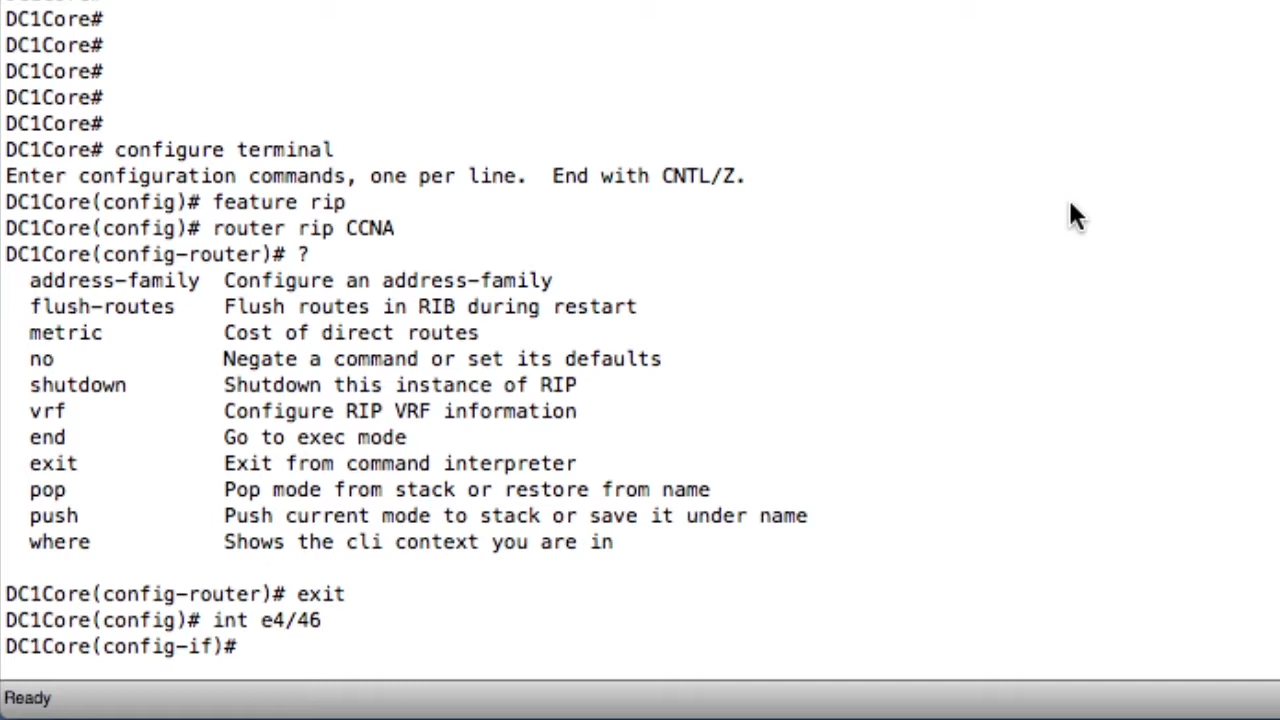 DC1Core#
DC1Core#
DC1Core#
DC1Core#
DC1Core#
DC1Core# configure terminal
Enter configuration commands, one per line.  End with CNTL/Z.
DC1Core(config)# feature rip
DC1Core(config)# router rip CCNA
DC1Core(config-router)# ?
  address-family  Configure an address-family
  flush-routes    Flush routes in RIB during restart
  metric          Cost of direct routes
  no              Negate a command or set its defaults
  shutdown        Shutdown this instance of RIP
  vrf             Configure RIP VRF information
  end             Go to exec mode
  exit            Exit from command interpreter
  pop             Pop mode from stack or restore from name
  push            Push current mode to stack or save it under name
  where           Shows the cli context you are in
DC1Core(config-router)# exit
DC1Core(config)# int e4/46
DC1Core(config-if)#
Ready